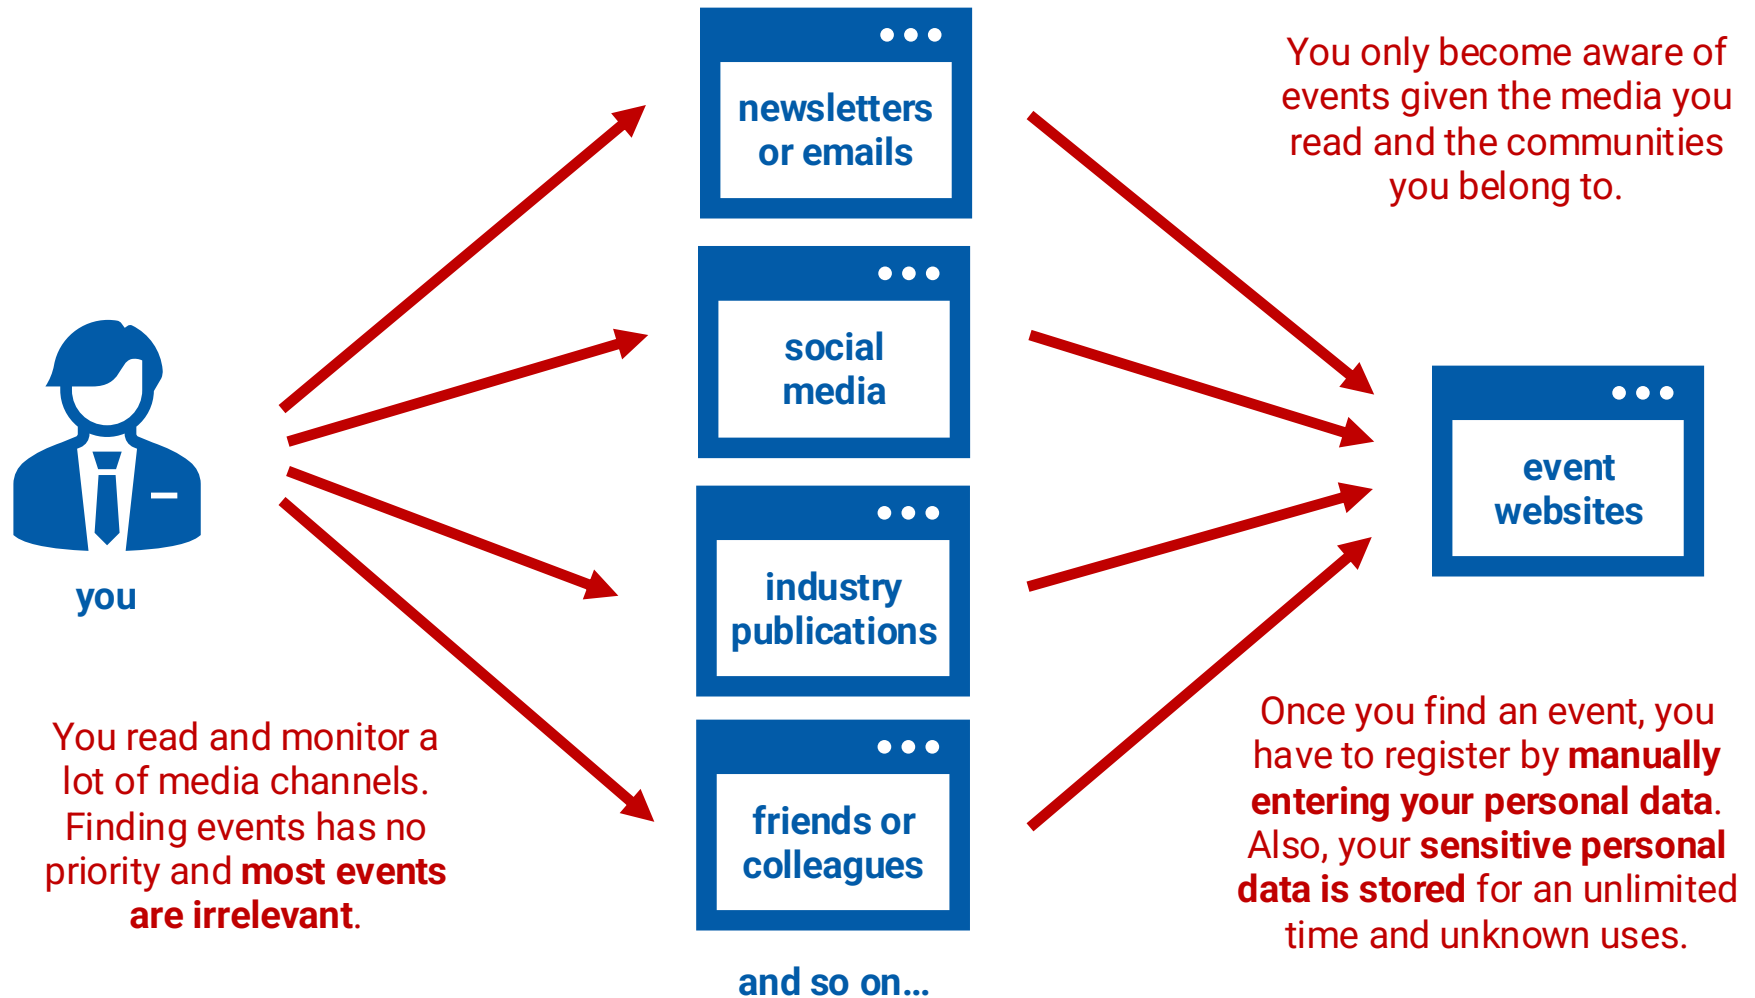 newsletters
or emails
social
media
industry
publications
friends or
colleagues
and so on...
you
You read and monitor a
lot of media channels.
Finding events has no
priority and most events
are irrelevant.
You only become aware of
events given the media you
read and the communities
you belong to.
event
websites
Once you find an event, you
have to register by manually
entering your personal data.
Also, your sensitive personal
data is stored for an unlimited
time and unknown uses.